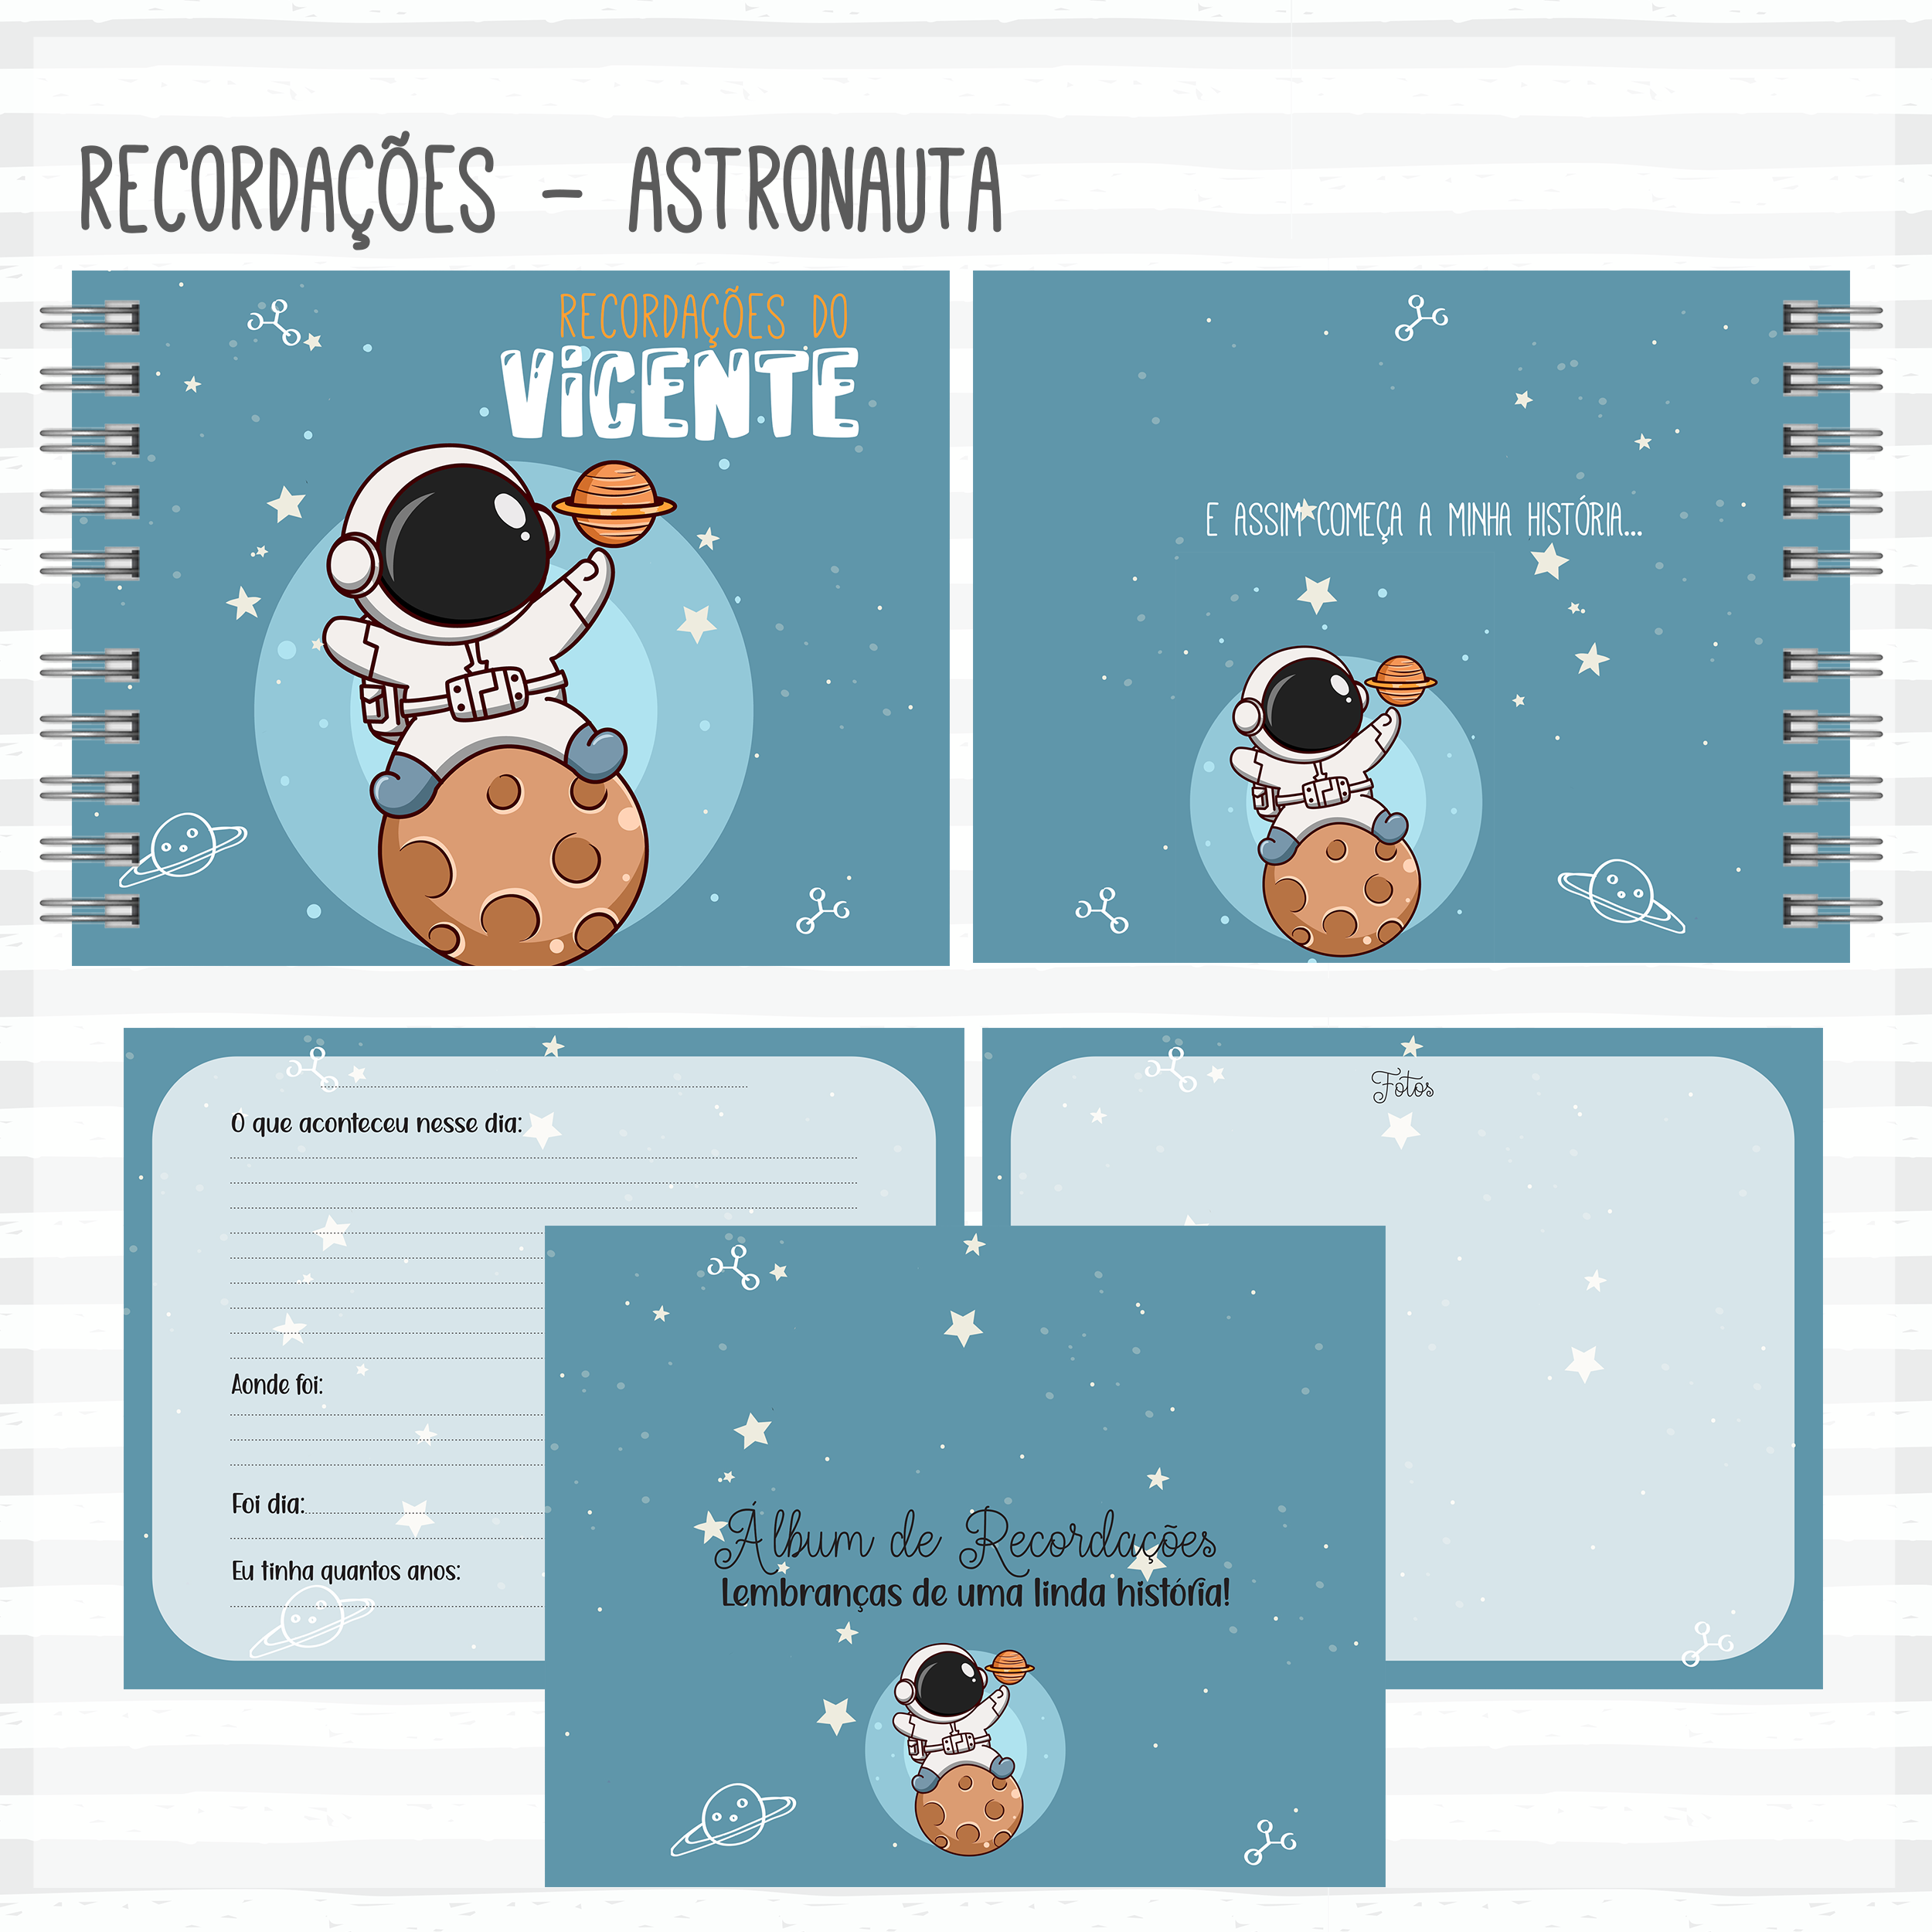 RECORDAÇÕES - ASTRONAUTA
RECORDAÇÕES DO
ViCENTE
E ASSIM COMEÇA A MINHA HISTÓRIA...
O que aconteceu nesse dia:
Aonde foi:
Foi dia:
Eu tinha quantos anos:
Fotos
Álbum de Recordações
Lembranças de uma linda história!